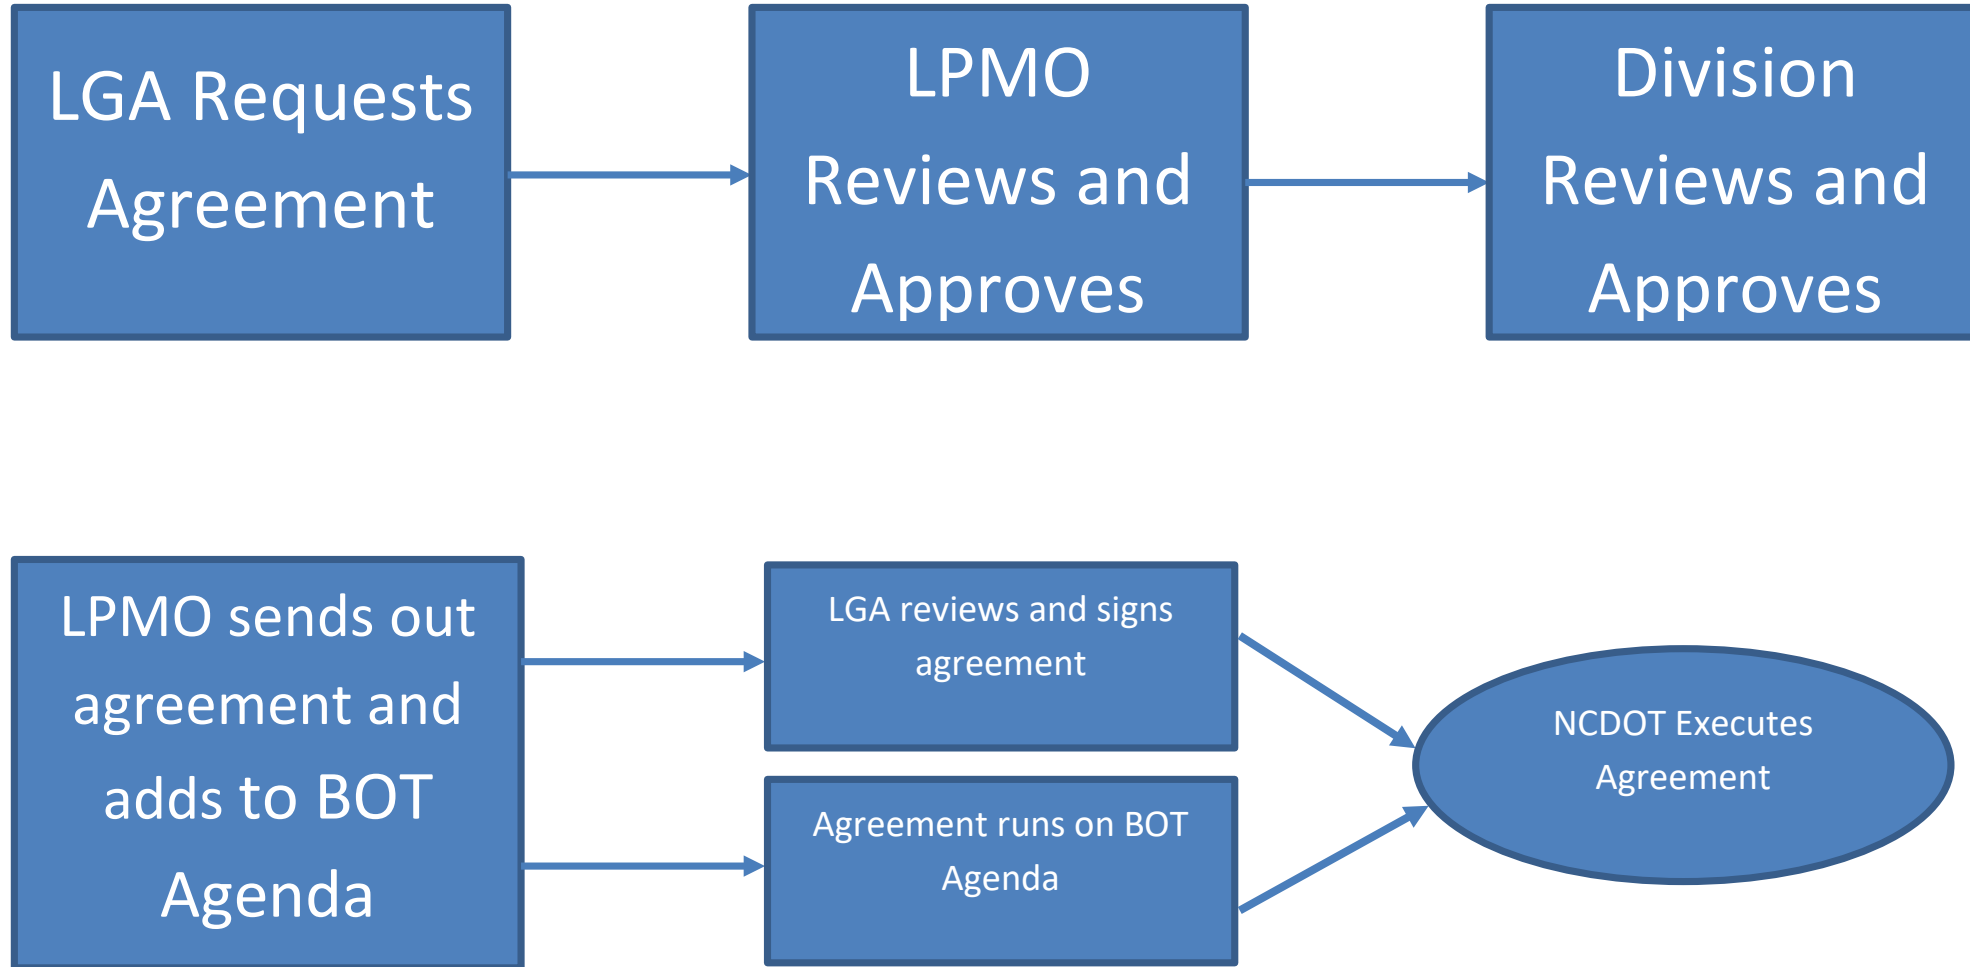 LGA Requests
Agreement
LPMO
Reviews and
Approves
Division
Reviews and
Approves
LPMO sends out
agreement and
adds to BOT
Agenda
LGA reviews and signs
agreement
Agreement runs on BOT
Agenda
NCDOT Executes
Agreement